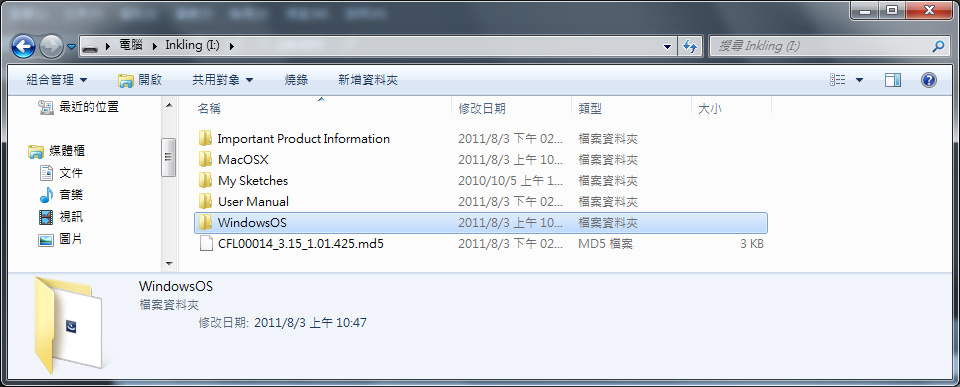 電腦 Inkling (I:)
搜尋 Inkling (I:)
組合管理 開啟 共用對象 燒錄 新增資料夾
最近的位置
媒體櫃
文件
音樂
視訊
圖片
名稱 修改日期 類型 大小
Important Product Information 2011/8/3 下午 02... 檔案資料夾
MacOSX 2011/8/3 上午 10... 檔案資料夾
My Sketches 2010/10/5 上午 1... 檔案資料夾
User Manual 2011/8/3 下午 02... 檔案資料夾
WindowsOS 2011/8/3 上午 10... 檔案資料夾
CFL00014_3.15_1.01.425.md5 2011/8/3 下午 02... MD5 檔案 3 KB
WindowsOS
檔案資料夾
修改日期: 2011/8/3 上午 10:47